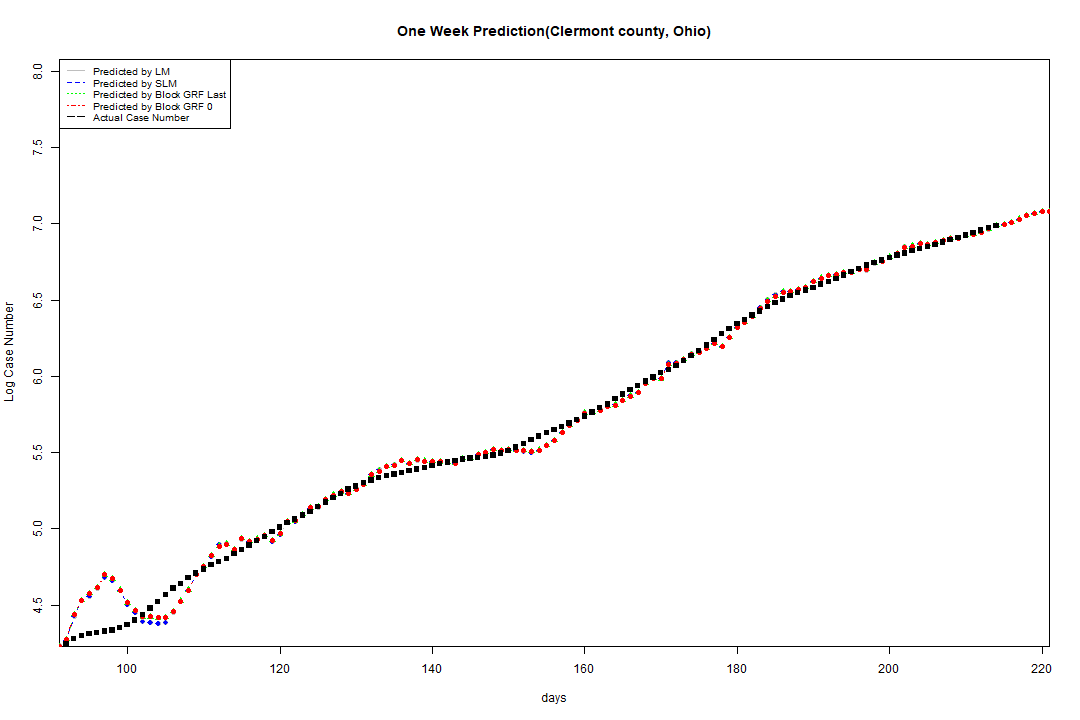 One Week Prediction(Clermont county, Ohio)
Predicted by LM
Predicted by SLM
Predicted by Block GRF Last
Predicted by Block GRF 0
Actual Case Number
8.0
7.5
7.0
6.5
6.0
5.5
5.0
4.5
Log Case Number
100 120 140 160 180 200 220
days